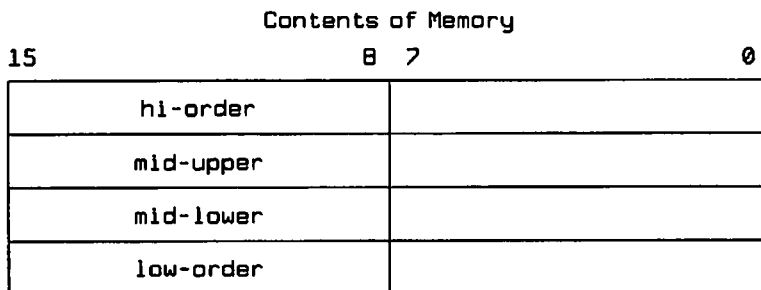 Contents of Memory
15 8 7 0
hi-order
mid-upper
mid-lower
low-order